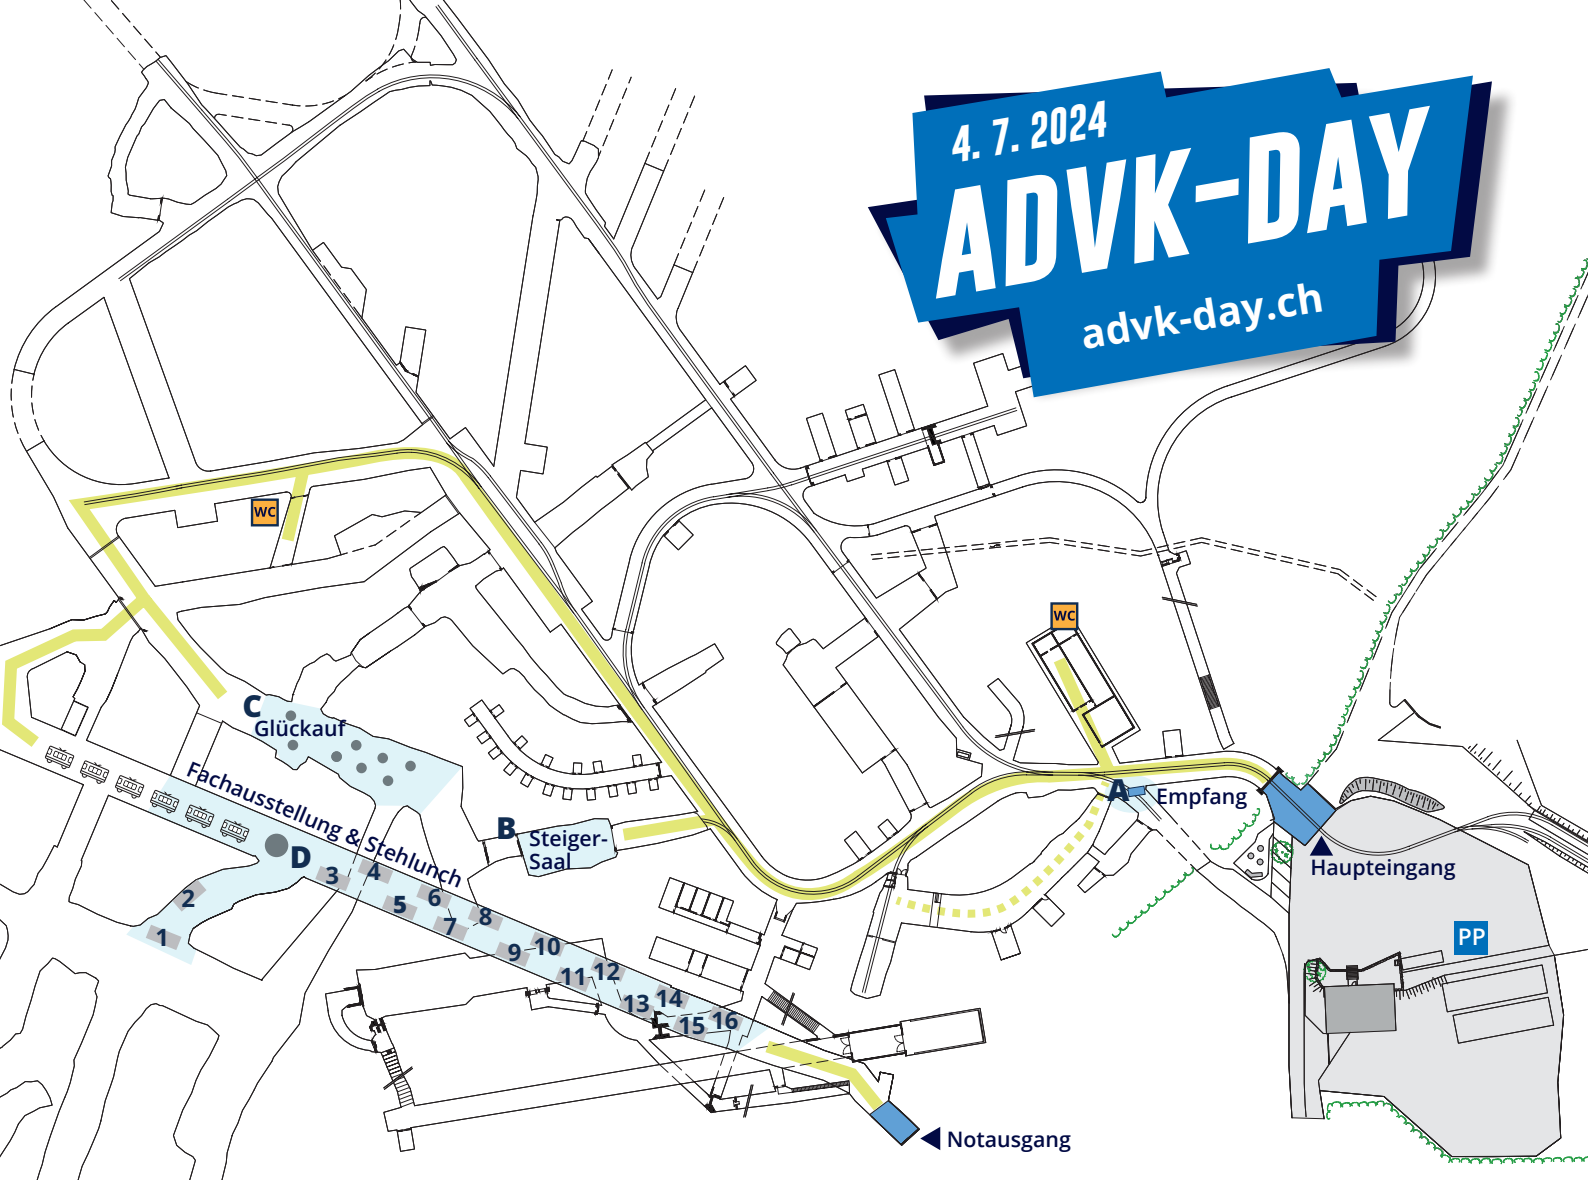 4. 7. 2024
ADVK-DAY
advk-day.ch
WC
WC
C
Glückauf
Fachausstellung & Stehlunch
B
Steiger-
Saal
A
Empfang
Haupteingang
D
3
4
2
5
6
1
7
8
9
10
11
12
13
14
15
16
PP
Notausgang